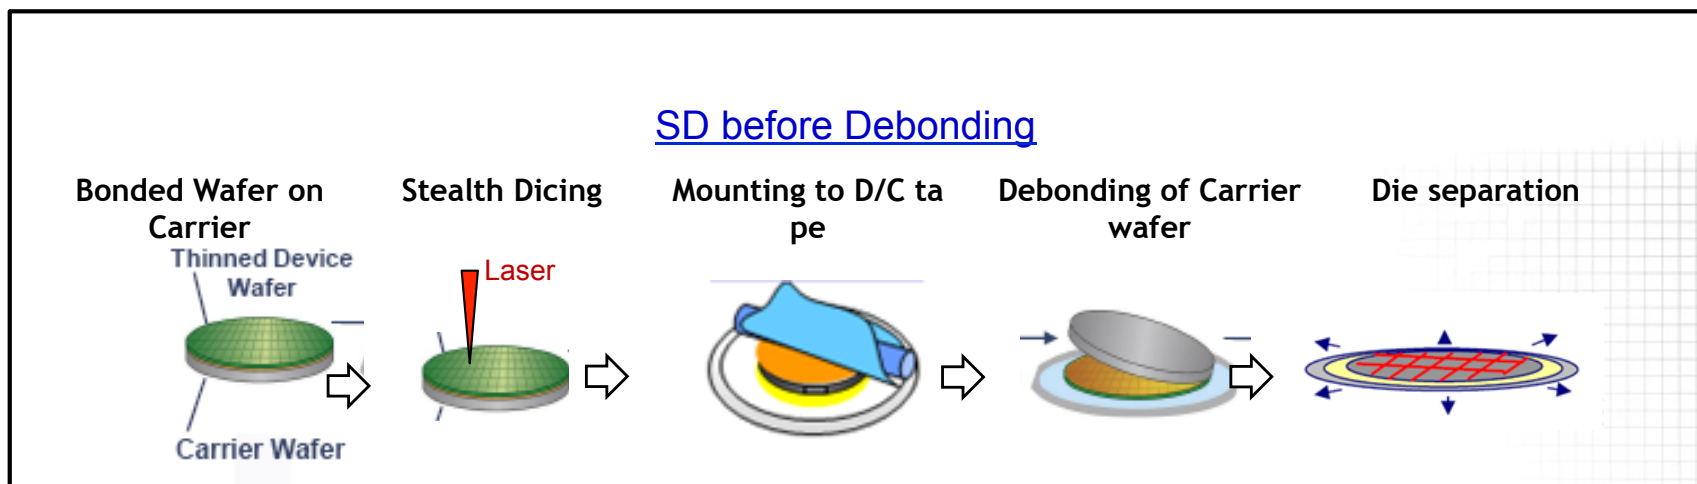 SD before Debonding
Bonded Wafer on
Carrier
Stealth Dicing
Mounting to D/C ta
pe
Debonding of Carrier
wafer
Die separation
Thinned Device
Wafer
Laser
Carrier Wafer